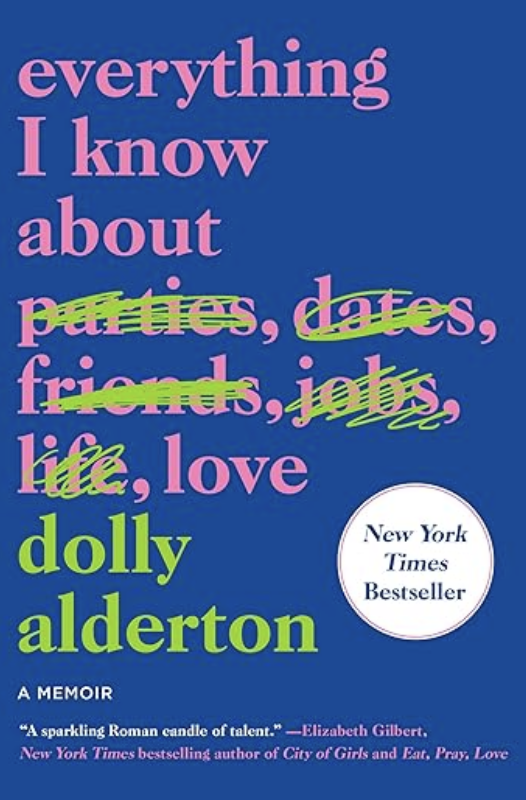 everything
I know
about
parties, dates,
friends, jobs,
life, love
dolly
alderton
New York
Times
Bestseller
A MEMOIR
“A sparkling Roman candle of talent.” —Elizabeth Gilbert,
New York Times bestselling author of City of Girls and Eat, Pray, Love